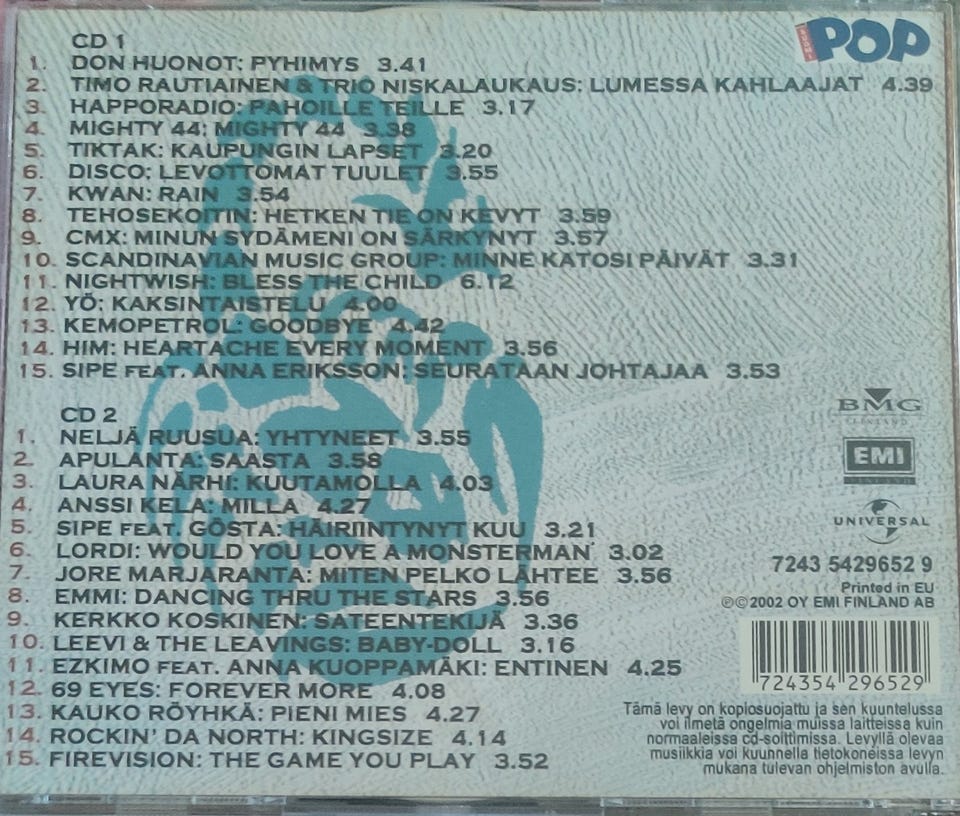 SUOMI POP
CD 1
1. DON HUONOT: PYHIMYS 3.41
2. TIMO RAUTIAINEN & TRIO NISKALAUKAUS: LUMESSA KAHLAAJAT 4.39
3. HAPPORADIO: PAHOILLE TEILLE 3.17
4. MIGHTY 44: MIGHTY 44 3.38
5. TIKTAK: KAUPUNGIN LAPSET 3.20
6. DISCO: LEVOTTOMAT TUULET 3.55
7. KWAN: RAIN 3.54
8. TEHOSEKOITIN: HETKEN TIE ON KEVYT 3.59
9. CMX: MINUN SYDÄMENI ON SÄRKYNYT 3.57
10. SCANDINAVIAN MUSIC GROUP: MINNE KATOSI PÄIVÄT 3.31
11. NIGHTWISH: BLESS THE CHILD 6.12
12. YÖ: KAKSINTAISTELU 4.00
13. KEMOPETROL: GOODBYE 4.42
14. HIM: HEARTACHE EVERY MOMENT 3.56
15. SIPE FEAT. ANNA ERIKSSON: SEURATAAN JOHTAJAA 3.53
CD 2
1. NELJÄ RUUSUA: YHTYNEET 3.55
2. APULANTA: SAASTA 3.58
3. LAURA NÄRHI: KUUTAMOLLA 4.03
4. ANSSI KELA: MILLA 4.27
5. SIPE FEAT. GÖSTA: HÄIRIINTYNYT KUU 3.21
6. LORDI: WOULD YOU LOVE A MONSTERMAN 3.02
7. JORE MARJARANTA: MITEN PELKO LÄHTEE 3.56
8. EMMI: DANCING THRU THE STARS 3.56
9. KERKKO KOSKINEN: SATEENTEKIJÄ 3.36
10. LEEVI & THE LEAVINGS: BABY-DOLL 3.16
11. EZKIMO FEAT. ANNA KUOPPAMÄKI: ENTINEN 4.25
12. 69 EYES: FOREVER MORE 4.08
13. KAUKO RÖYHKÄ: PIENI MIES 4.27
14. ROCKIN' DA NORTH: KINGSIZE 4.14
15. FIREVISION: THE GAME YOU PLAY 3.52
BMG
FINLAND
EMI
FINLAND
UNIVERSAL
7243 5429652 9
Printed in EU
℗©2002 OY EMI FINLAND AB
724354 296529
Tämä levy on kopiosuojattu ja sen kuuntelussa
voi ilmetä ongelmia muissa laitteissa kuin
normaaleissa cd-soittimissa. Levyllä olevaa
musiikkia voi kuunnella tietokoneissa levyn
mukana tulevan ohjelmiston avulla.